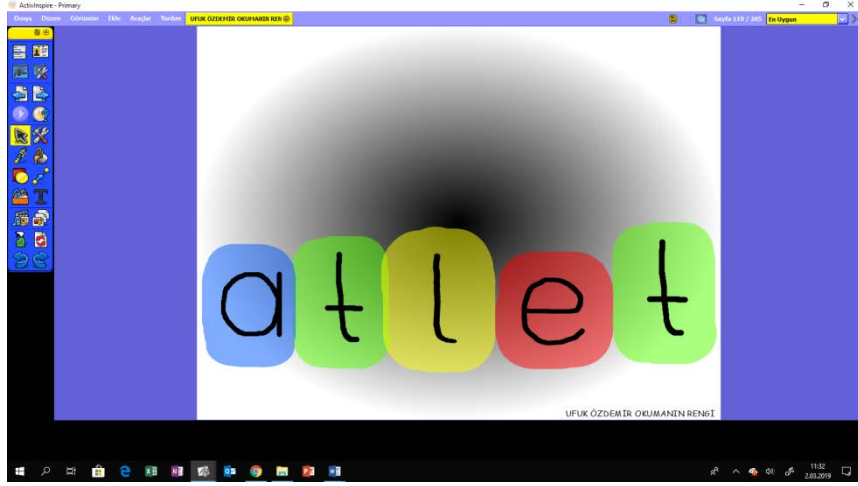 ActivInspire - Primary
Dosya Düzen Görünüm Ekle Araçlar Yardım UFUK ÖZDEMİR OKUMANIN REN Sayfa 119 / 205 En Uygun
atlet
UFUK ÖZDEMİR OKUMANIN RENGİ
11:32
2.03.2019